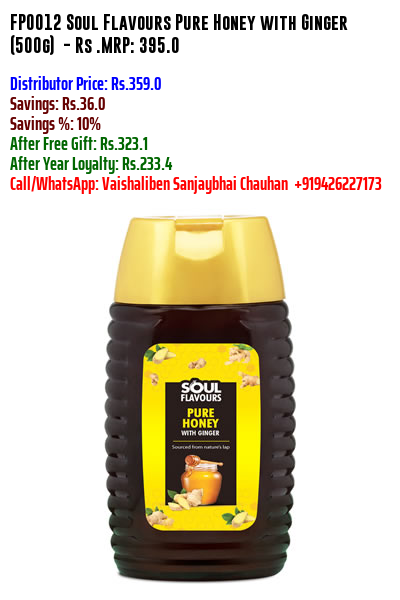 FP0012 Soul Flavours Pure Honey with Ginger
(500g) - Rs .MRP: 395.0
Distributor Price: Rs.359.0
Savings: Rs.36.0
Savings %: 10%
After Free Gift: Rs.323.1
After Year Loyalty: Rs.233.4
Call/WhatsApp: Vaishaliben Sanjaybhai Chauhan +919426227173
SOUL
FLAVOURS
PURE
HONEY
WITH GINGER
Sourced from nature's lap